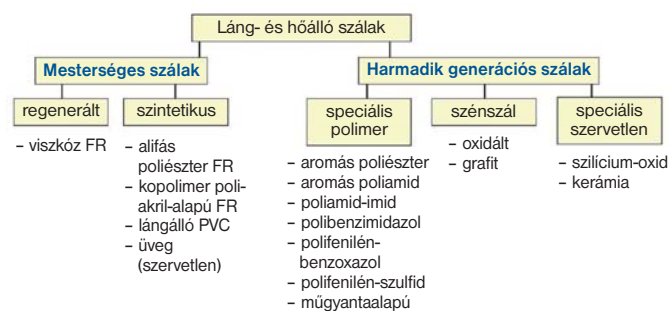 Láng- és hőálló szálak
Mesterséges szálak
Harmadik generációs szálak
regenerált
– viszkóz FR
szintetikus
– alifás
poliészter FR
– kopolimer poli-
akril-alapú FR
– lángálló PVC
– üveg
(szervetlen)
speciális
polimer
– aromás poliészter
– aromás poliamid
– poliamid-imid
– polibenzimidazol
– polifenilén-
benzoxazol
– polifenilén-szulfid
– műgyantaalapú
szénszál
– oxidált
– grafit
speciális
szervetlen
– szilícium-oxid
– kerámia